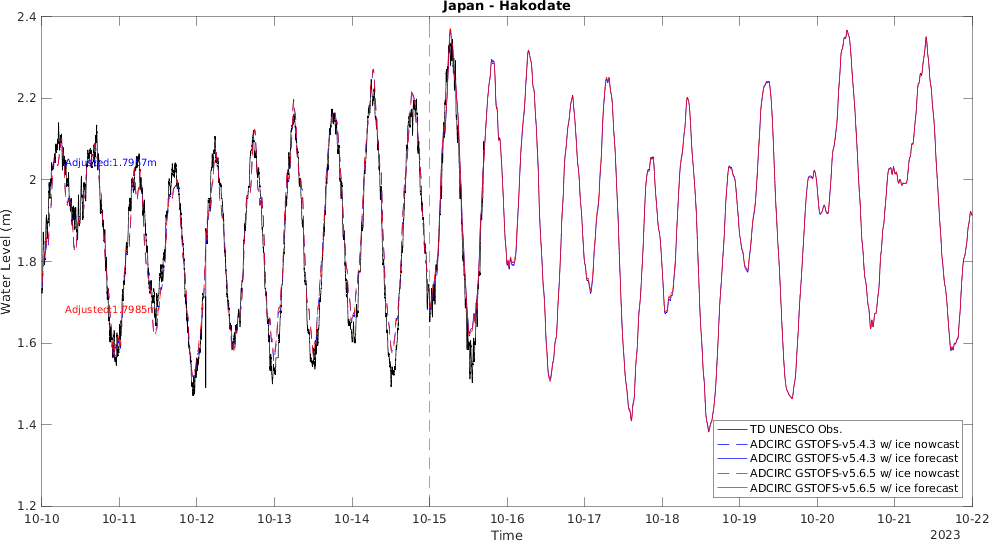 Japan - Hakodate
2.4
2.2
2
1.8
1.6
1.4
1.2
Water Level (m)
Adjusted:1.7917m
Adjusted:1.7985m
TD UNESCO Obs.
ADCIRC GSTOFS-v5.4.3 w/ ice nowcast
ADCIRC GSTOFS-v5.4.3 w/ ice forecast
ADCIRC GSTOFS-v5.6.5 w/ ice nowcast
ADCIRC GSTOFS-v5.6.5 w/ ice forecast
10-10 10-11 10-12 10-13 10-14 10-15 10-16 10-17 10-18 10-19 10-20 10-21 10-22
Time
2023